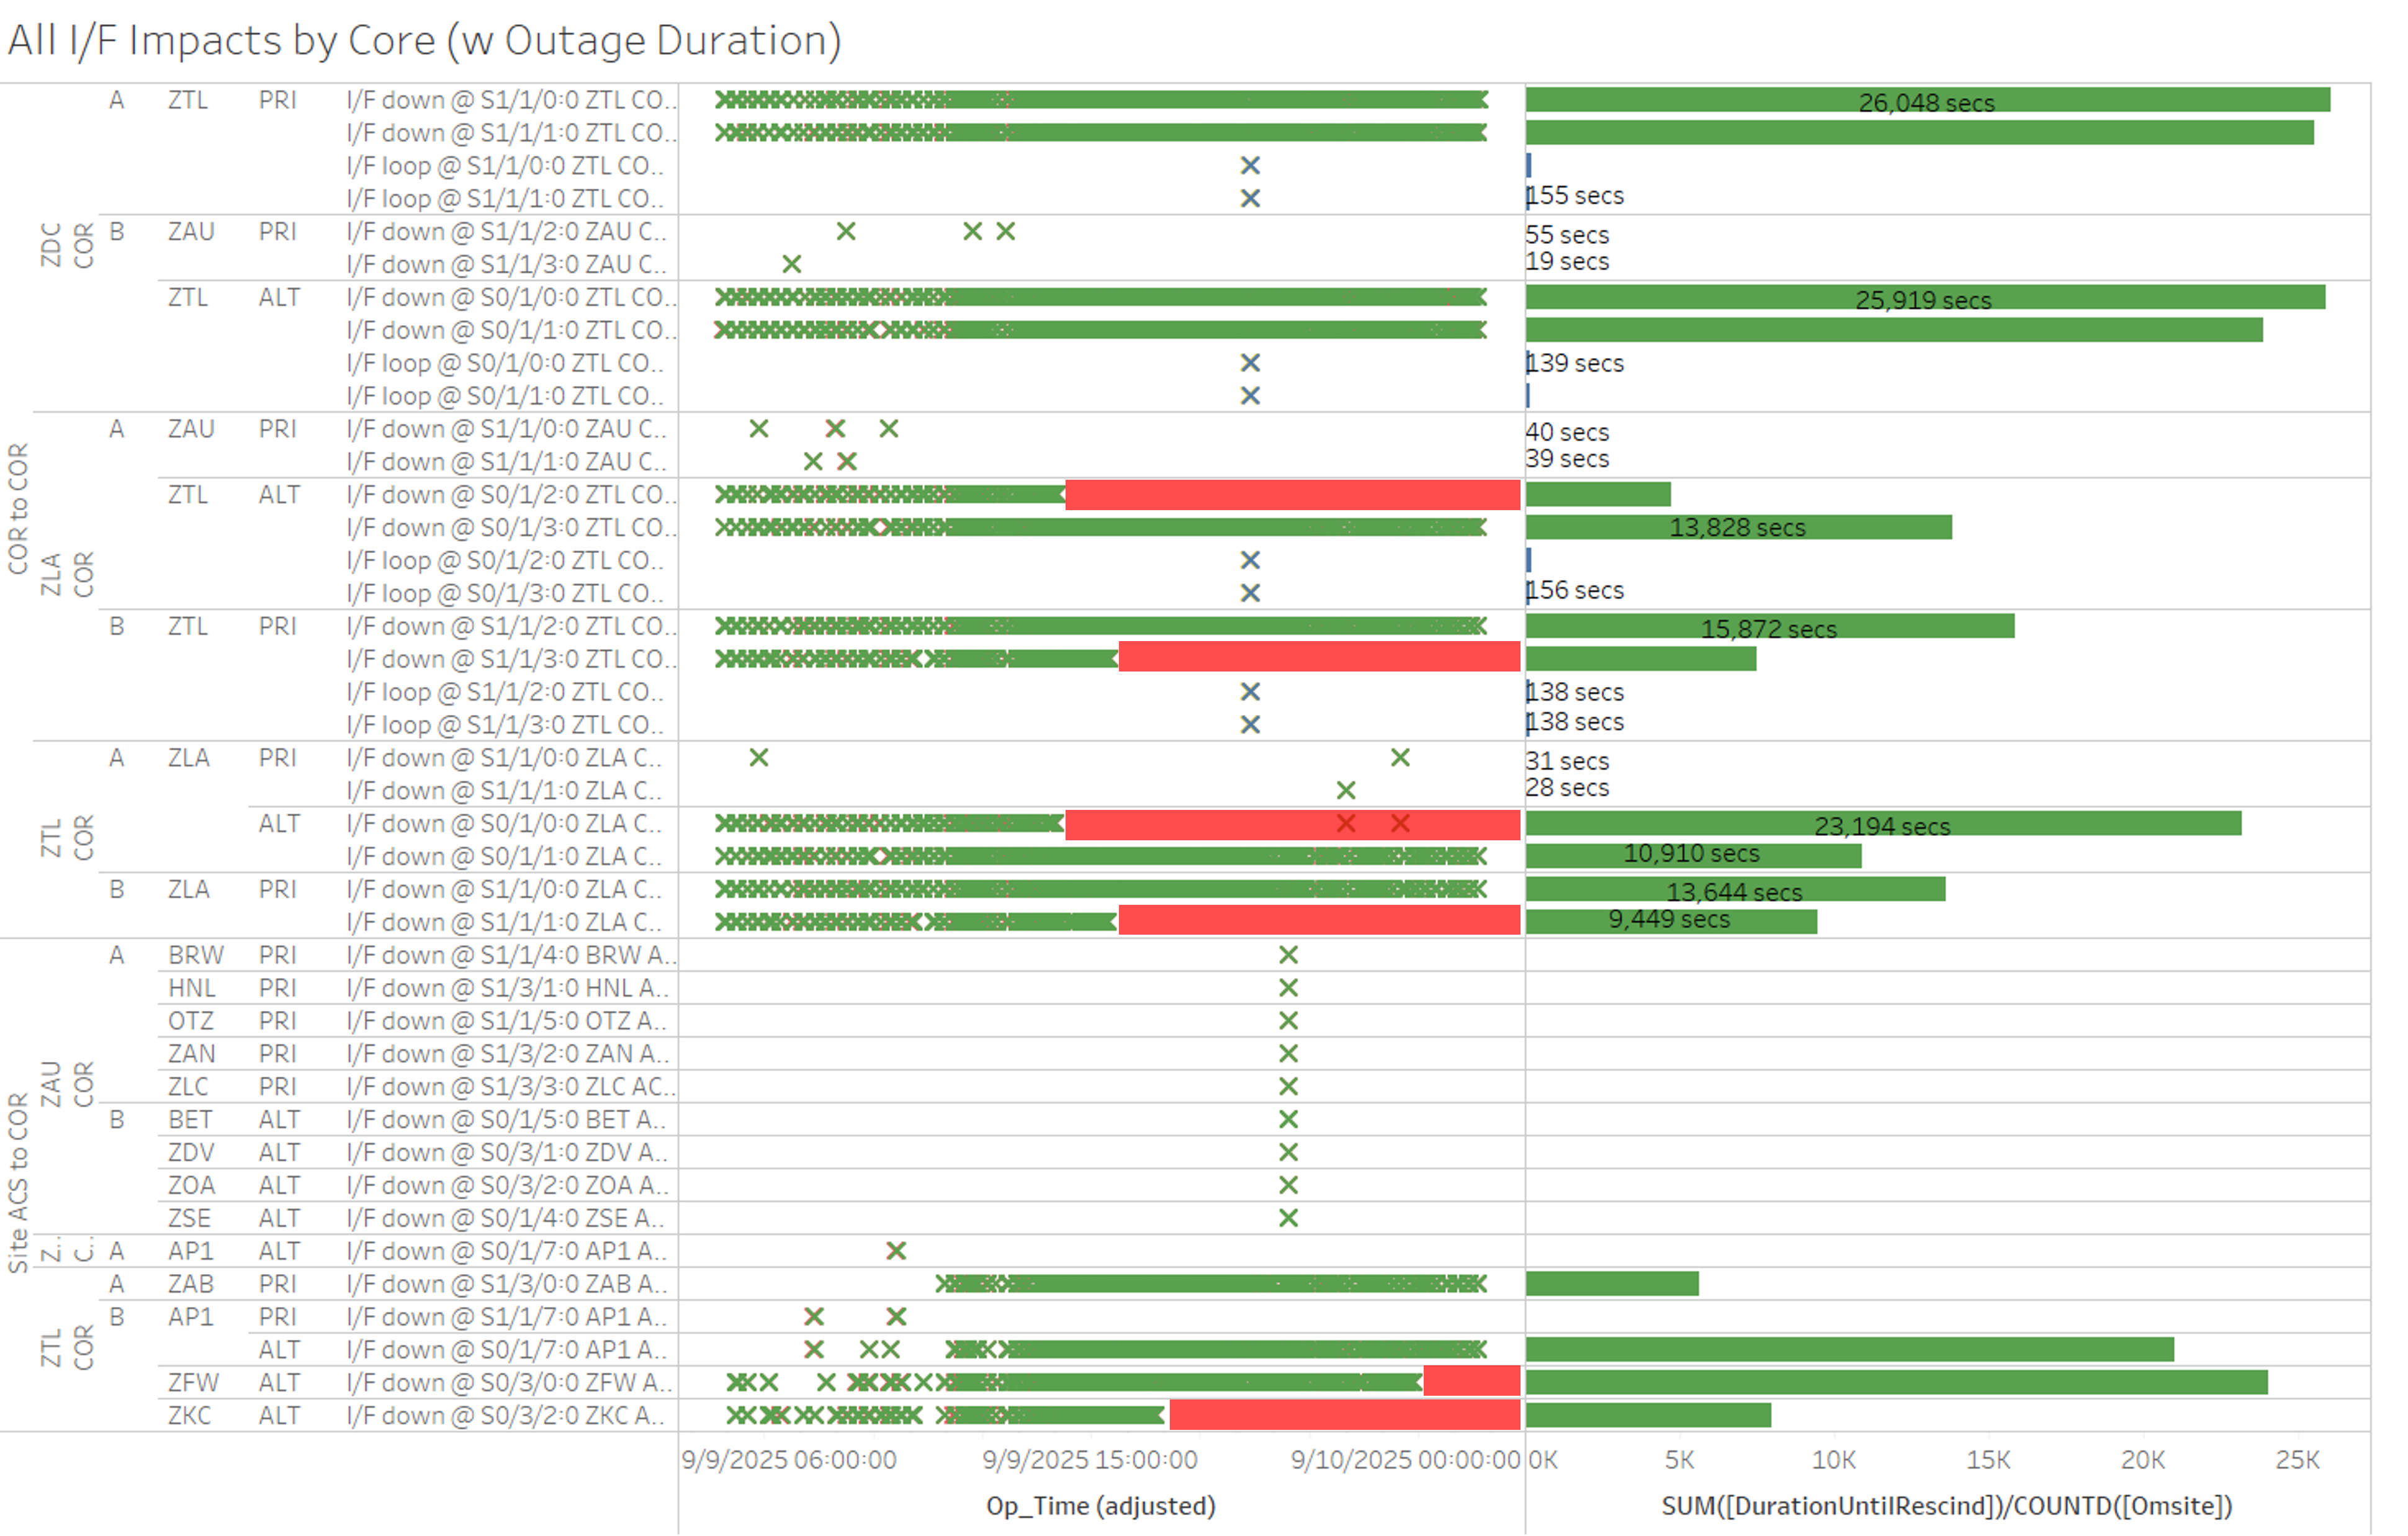 All I/F Impacts by Core (w Outage Duration)
COR to COR
ZDC COR
A ZTL PRI I/F down @ S1/1/0:0 ZTL CO.. 26,048 secs
I/F down @ S1/1/1:0 ZTL CO..
I/F loop @ S1/1/0:0 ZTL CO..
I/F loop @ S1/1/1:0 ZTL CO.. 155 secs
B ZAU PRI I/F down @ S1/1/2:0 ZAU C.. 55 secs
I/F down @ S1/1/3:0 ZAU C.. 19 secs
ZTL ALT I/F down @ S0/1/0:0 ZTL CO.. 25,919 secs
I/F down @ S0/1/1:0 ZTL CO..
I/F loop @ S0/1/0:0 ZTL CO.. 139 secs
I/F loop @ S0/1/1:0 ZTL CO..
ZLA COR
A ZAU PRI I/F down @ S1/1/0:0 ZAU C.. 40 secs
I/F down @ S1/1/1:0 ZAU C.. 39 secs
ZTL ALT I/F down @ S0/1/2:0 ZTL CO..
I/F down @ S0/1/3:0 ZTL CO.. 13,828 secs
I/F loop @ S0/1/2:0 ZTL CO..
I/F loop @ S0/1/3:0 ZTL CO.. 156 secs
B ZTL PRI I/F down @ S1/1/2:0 ZTL CO.. 15,872 secs
I/F down @ S1/1/3:0 ZTL CO..
I/F loop @ S1/1/2:0 ZTL CO.. 138 secs
I/F loop @ S1/1/3:0 ZTL CO.. 138 secs
ZTL COR
A ZLA PRI I/F down @ S1/1/0:0 ZLA C.. 31 secs
I/F down @ S1/1/1:0 ZLA C.. 28 secs
ALT I/F down @ S0/1/0:0 ZLA C.. 23,194 secs
I/F down @ S0/1/1:0 ZLA C.. 10,910 secs
B ZLA PRI I/F down @ S1/1/0:0 ZLA C.. 13,644 secs
I/F down @ S1/1/1:0 ZLA C.. 9,449 secs
Site ACS to COR
ZAU COR
A BRW PRI I/F down @ S1/1/4:0 BRW A..
HNL PRI I/F down @ S1/3/1:0 HNL A..
OTZ PRI I/F down @ S1/1/5:0 OTZ A..
ZAN PRI I/F down @ S1/3/2:0 ZAN A..
ZLC PRI I/F down @ S1/3/3:0 ZLC AC..
B BET ALT I/F down @ S0/1/5:0 BET A..
ZDV ALT I/F down @ S0/3/1:0 ZDV A..
ZOA ALT I/F down @ S0/3/2:0 ZOA A..
ZSE ALT I/F down @ S0/1/4:0 ZSE A..
Z.. C..
A AP1 ALT I/F down @ S0/1/7:0 AP1 A..
ZTL COR
A ZAB PRI I/F down @ S1/3/0:0 ZAB A..
B AP1 PRI I/F down @ S1/1/7:0 AP1 A..
ALT I/F down @ S0/1/7:0 AP1 A..
ZFW ALT I/F down @ S0/3/0:0 ZFW A..
ZKC ALT I/F down @ S0/3/2:0 ZKC A..
9/9/2025 06:00:00 9/9/2025 15:00:00 9/10/2025 00:00:00 0K 5K 10K 15K 20K 25K
Op_Time (adjusted) SUM([DurationUntilRescind])/COUNTD([Omsite])